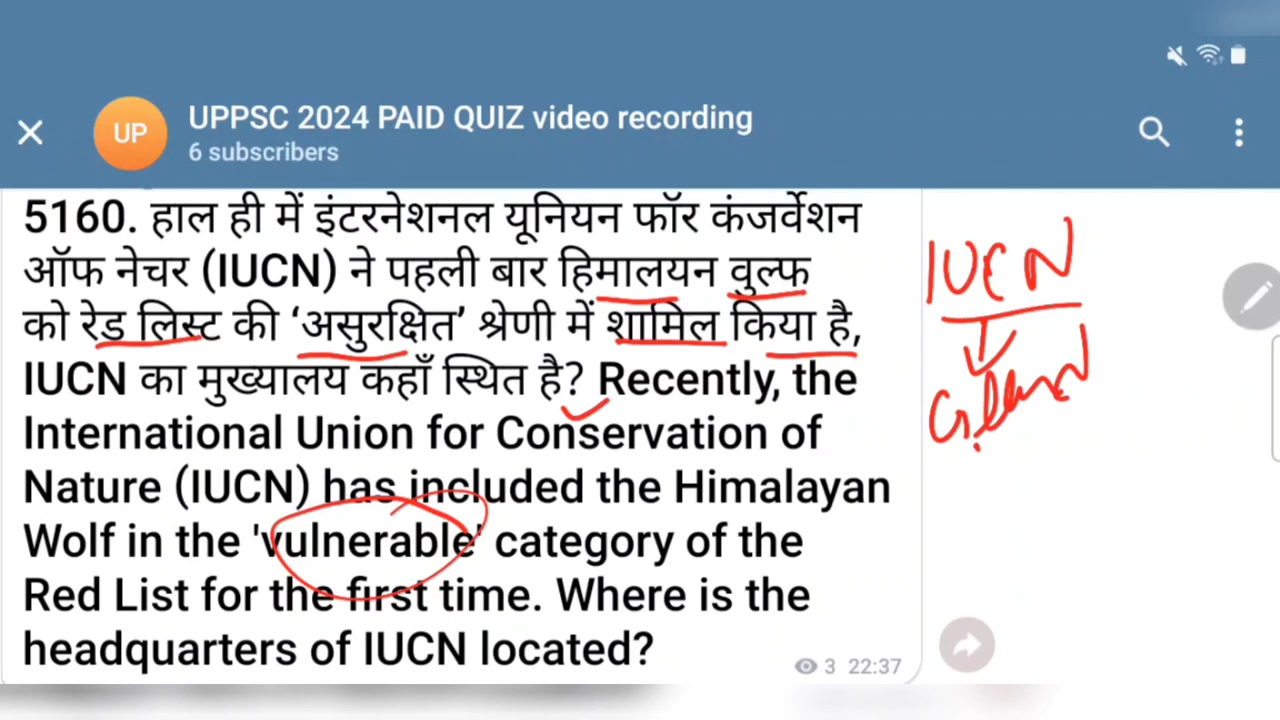 UP
UPPSC 2024 PAID QUIZ video recording
6 subscribers
5160. हाल ही में इंटरनेशनल यूनियन फॉर कंजर्वेशन
ऑफ नेचर (IUCN) ने पहली बार हिमालयन वुल्फ
को रेड लिस्ट की ‘असुरक्षित’ श्रेणी में शामिल किया है,
IUCN का मुख्यालय कहाँ स्थित है? Recently, the
International Union for Conservation of
Nature (IUCN) has included the Himalayan
Wolf in the 'vulnerable' category of the
Red List for the first time. Where is the
headquarters of IUCN located?
3 22:37
IUCN